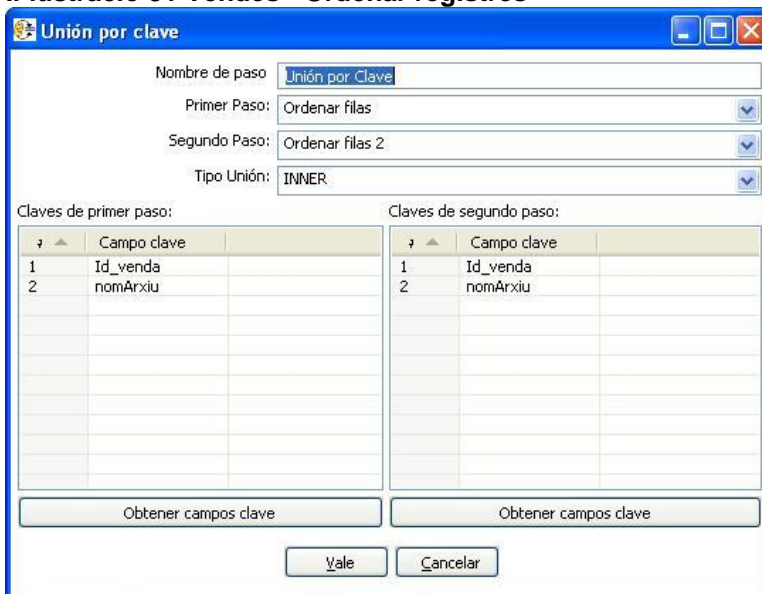 Unión por clave
Nombre de paso Unión por Clave
Primer Paso: Ordenar filas
Segundo Paso: Ordenar filas 2
Tipo Unión: INNER
Claves de primer paso: Claves de segundo paso:
Campo clave Campo clave
1 Id_venda 1 Id_venda
2 nomArxiu 2 nomArxiu
Obtener campos clave Obtener campos clave
Vale Cancelar